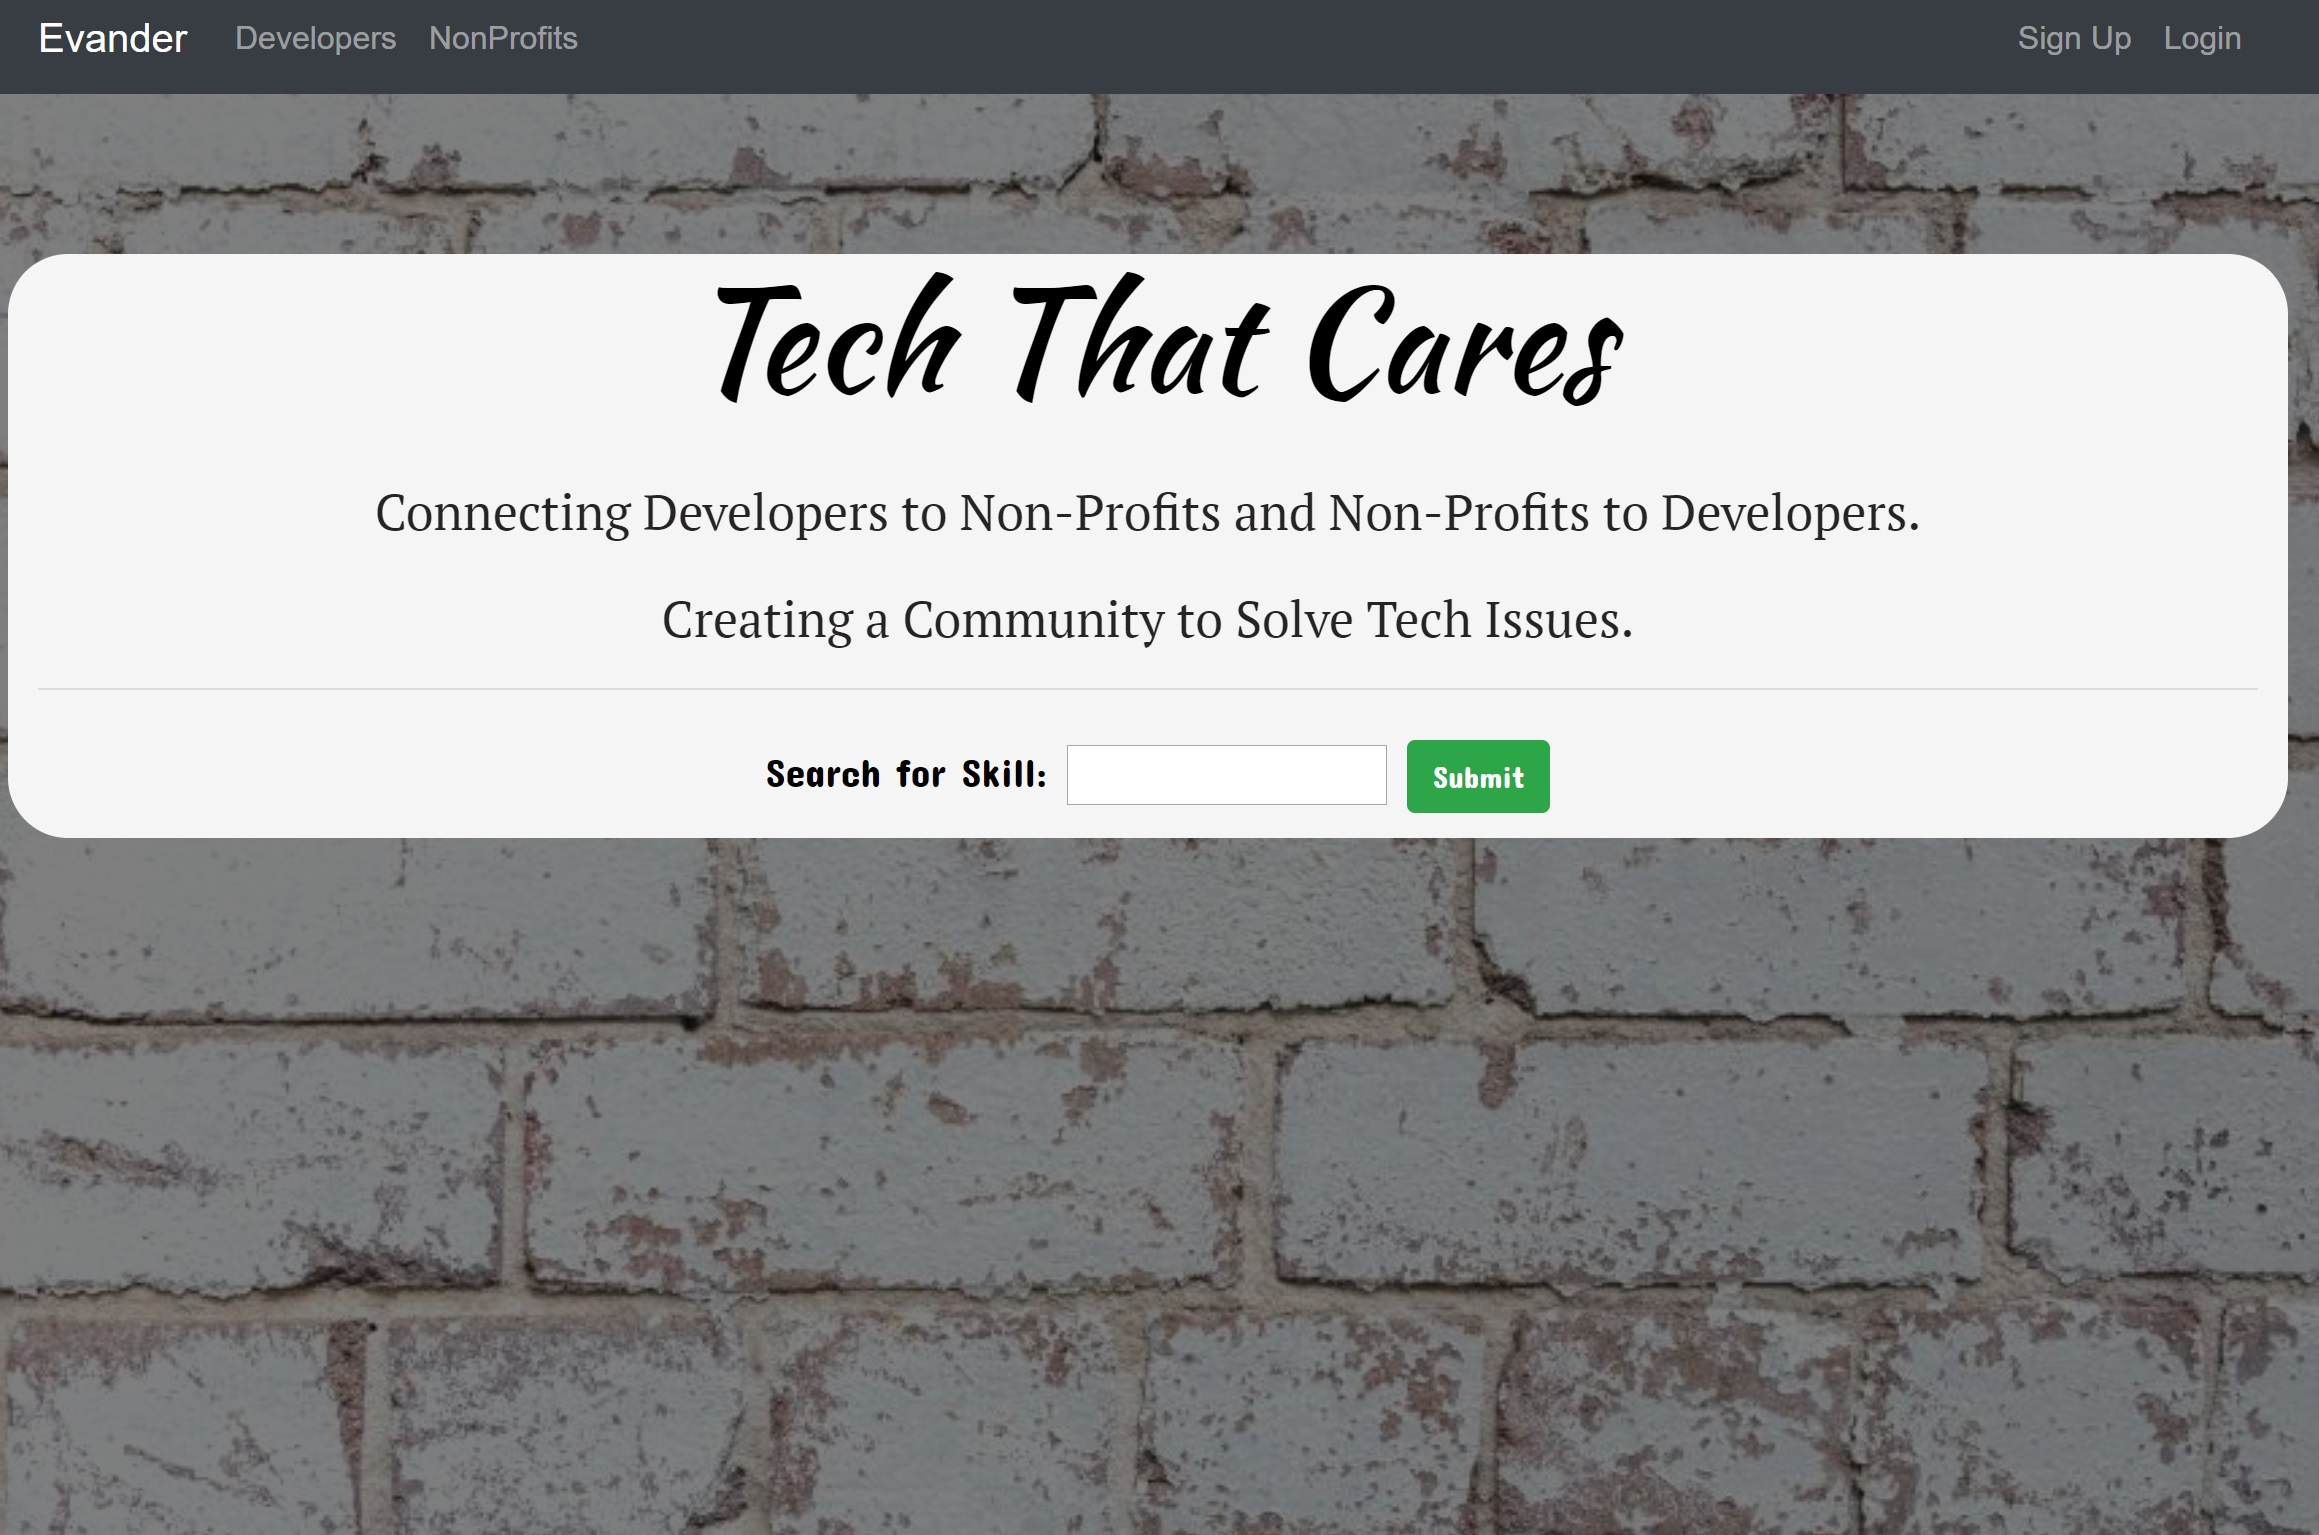 Evander Developers NonProfits Sign Up Login
Tech That Cares
Connecting Developers to Non-Profits and Non-Profits to Developers.
Creating a Community to Solve Tech Issues.
Search for Skill: Submit